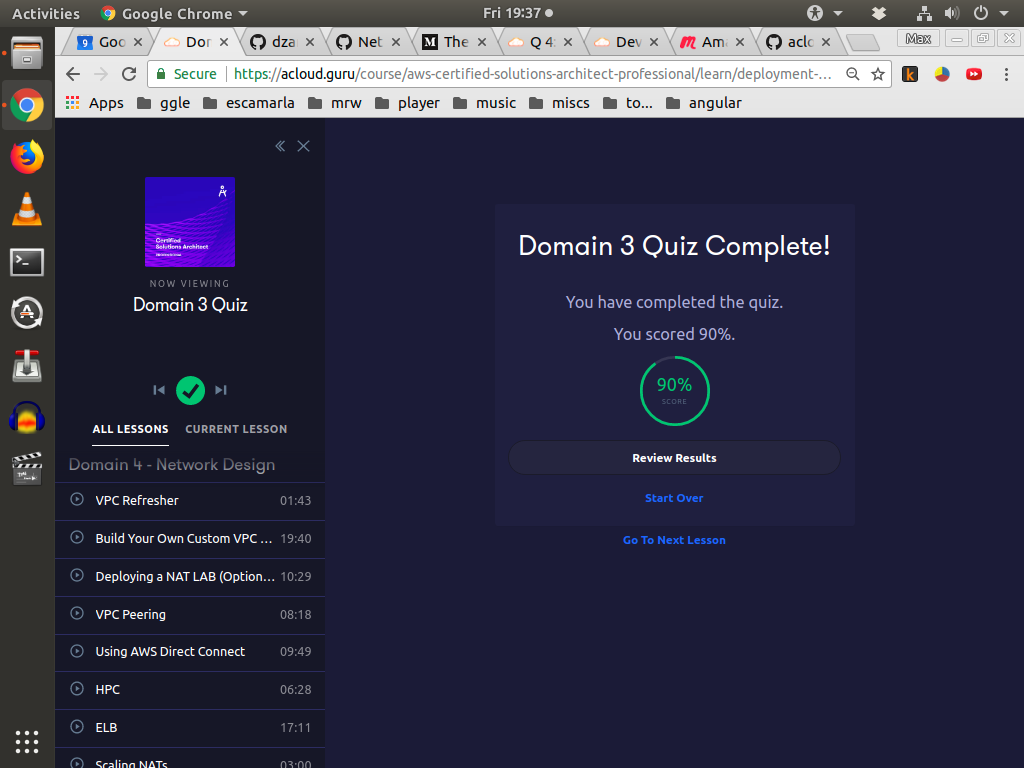 Activities Google Chrome Fri 19:37 Max
Goo Dor dza Net The Q 4: Dev Ama aclo
Secure https://acloud.guru/course/aws-certified-solutions-architect-professional/learn/deployment-...
Apps ggle escamarla mrw player music miscs to... angular
Certified
Solutions Architect
NOW VIEWING
Domain 3 Quiz
ALL LESSONS CURRENT LESSON
Domain 4 - Network Design
VPC Refresher 01:43
Build Your Own Custom VPC ... 19:40
Deploying a NAT LAB (Option... 10:29
VPC Peering 08:18
Using AWS Direct Connect 09:49
HPC 06:28
ELB 17:11
Scaling NATs 03:00
Domain 3 Quiz Complete!
You have completed the quiz.
You scored 90%.
90%
SCORE
Review Results
Start Over
Go To Next Lesson